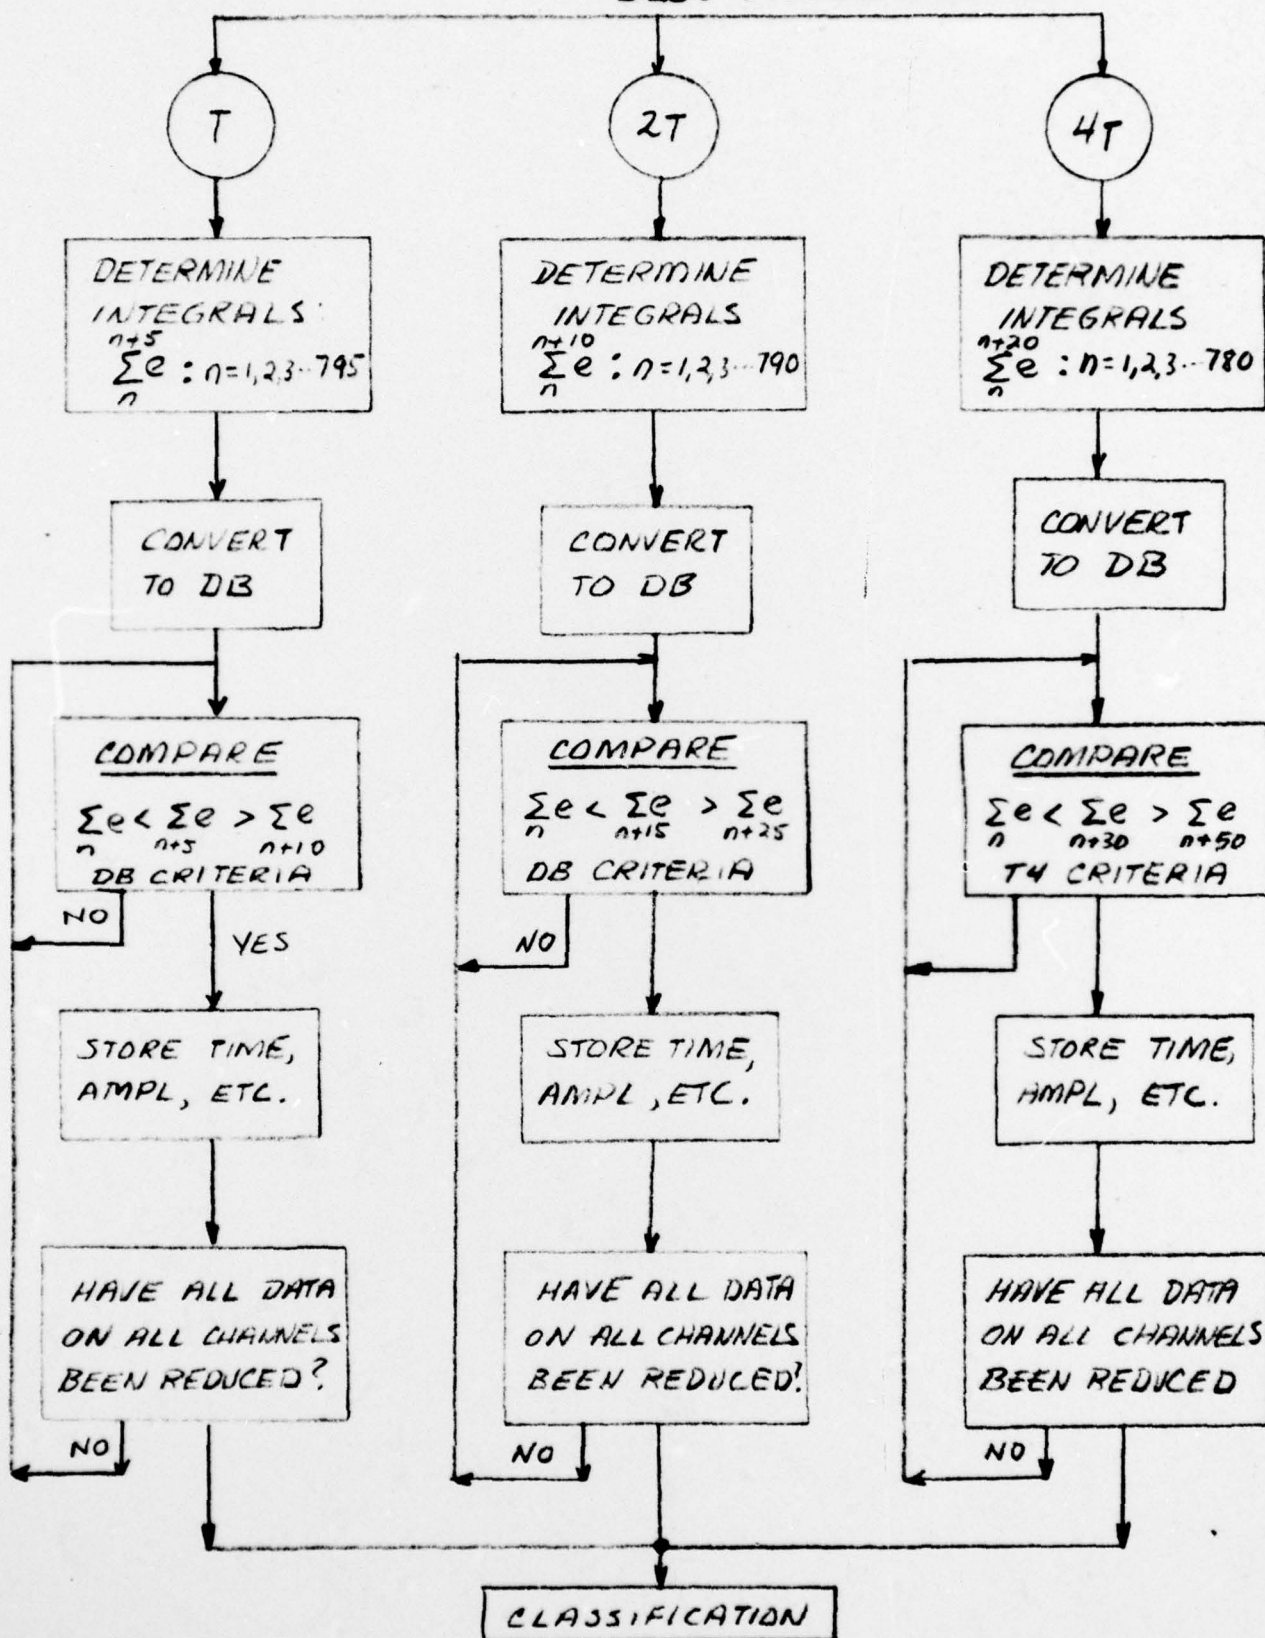 T
2T
4T
DETERMINE
INTEGRALS:
n+5
Σe : n=1,2,3--795
n
DETERMINE
INTEGRALS
n+10
Σe : n=1,2,3--790
n
DETERMINE
INTEGRALS
n+20
Σe : n=1,2,3--780
n
CONVERT
TO DB
CONVERT
TO DB
CONVERT
TO DB
COMPARE
Σe < Σe > Σe
n n+5 n+10
DB CRITERIA
NO
YES
COMPARE
Σe < Σe > Σe
n n+15 n+25
DB CRITERIA
NO
COMPARE
Σe < Σe > Σe
n n+30 n+50
T4 CRITERIA
STORE TIME,
AMPL, ETC.
STORE TIME,
AMPL, ETC.
STORE TIME,
AMPL, ETC.
HAVE ALL DATA
ON ALL CHANNELS
BEEN REDUCED?
NO
HAVE ALL DATA
ON ALL CHANNELS
BEEN REDUCED?
NO
HAVE ALL DATA
ON ALL CHANNELS
BEEN REDUCED
NO
CLASSIFICATION